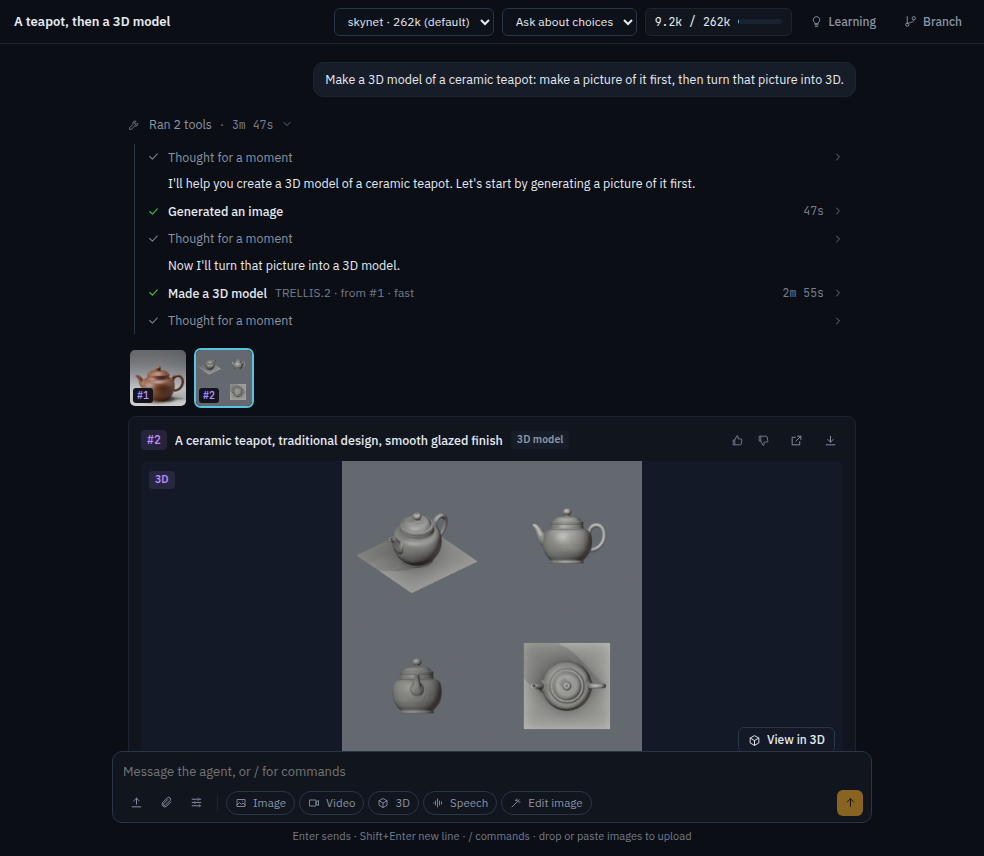 A teapot, then a 3D model
skynet · 262k (default)
Ask about choices
9.2k / 262k
Learning
Branch
Make a 3D model of a ceramic teapot: make a picture of it first, then turn that picture into 3D.
Ran 2 tools · 3m 47s
Thought for a moment
I'll help you create a 3D model of a ceramic teapot. Let's start by generating a picture of it first.
Generated an image 47s
Thought for a moment
Now I'll turn that picture into a 3D model.
Made a 3D model TRELLIS.2 · from #1 · fast 2m 55s
Thought for a moment
#1
#2
#2 A ceramic teapot, traditional design, smooth glazed finish 3D model
3D
View in 3D
Message the agent, or / for commands
Image
Video
3D
Speech
Edit image
Enter sends · Shift+Enter new line · / commands · drop or paste images to upload